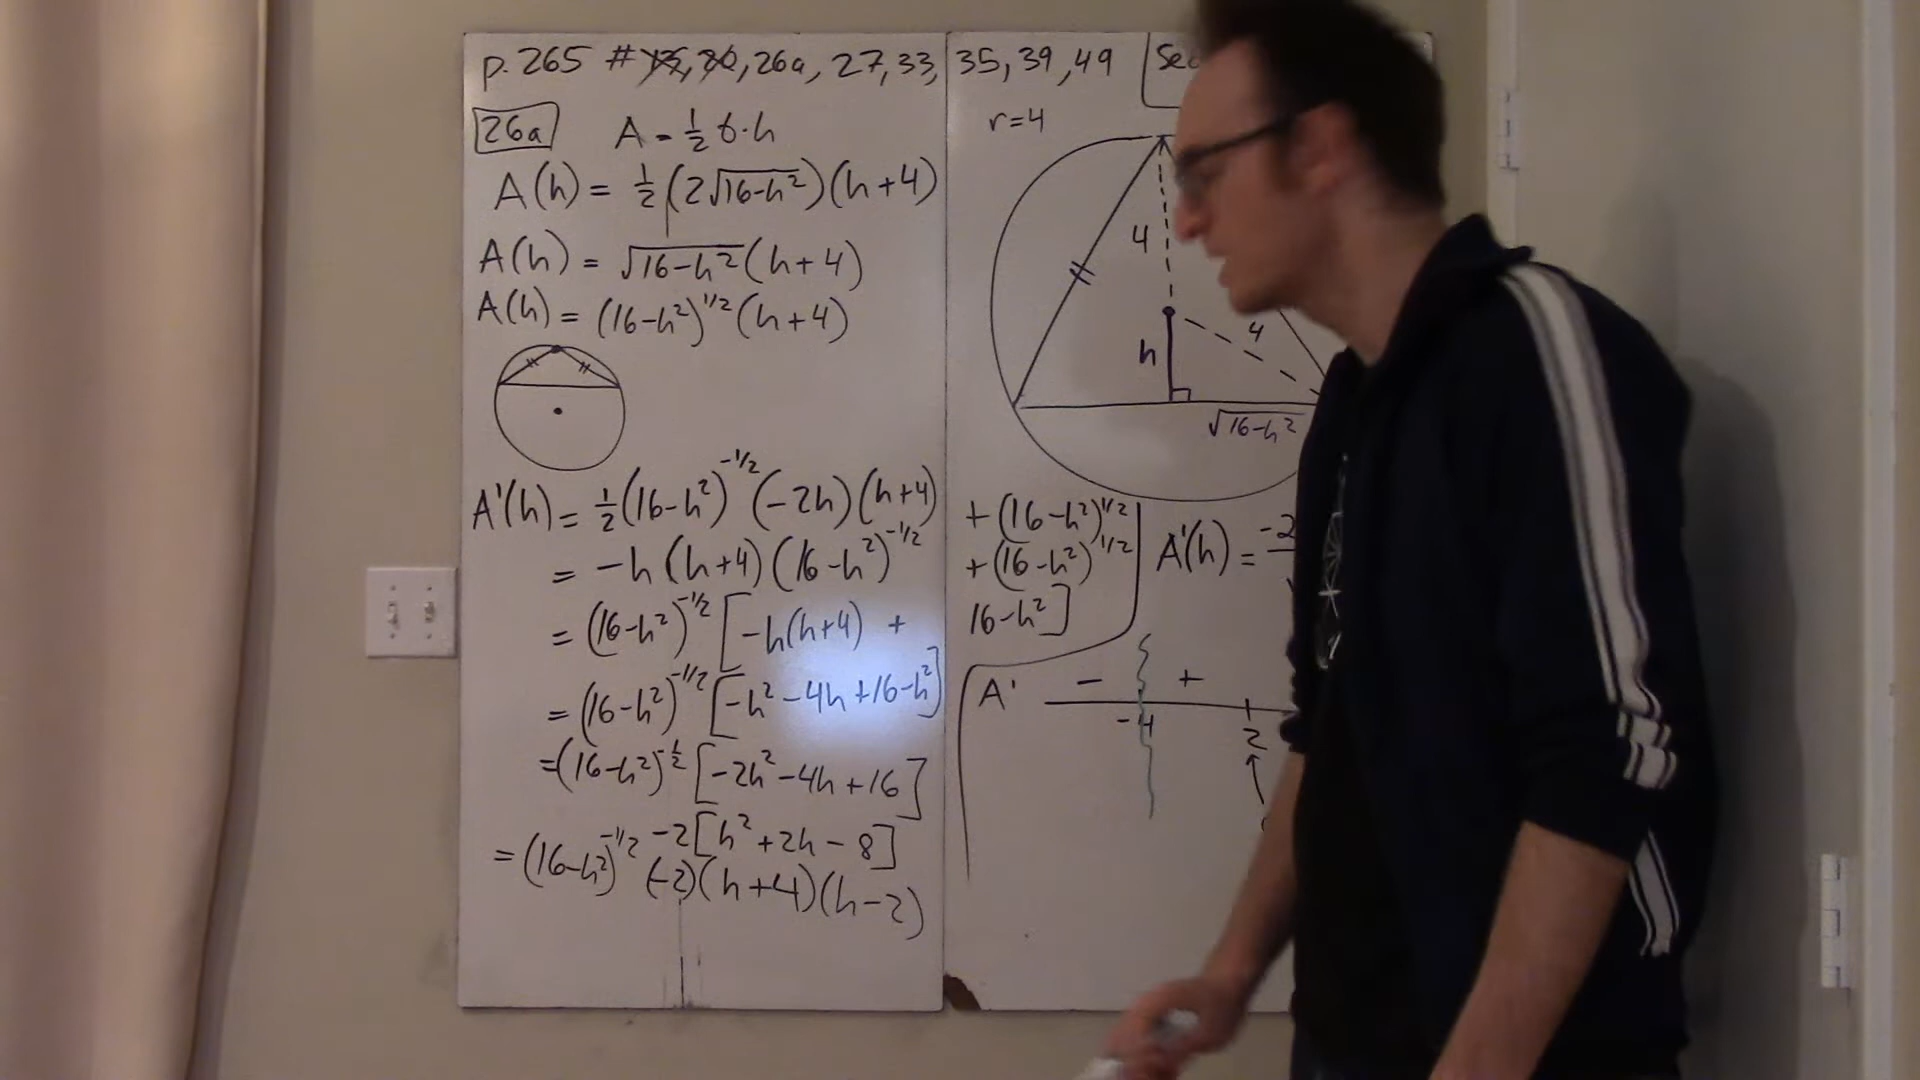 p. 265 # 13, 20, 26a, 27, 33, 35, 39, 49
26a A = ½ b·h
A(h) = ½ (2√16-h²)(h+4)
A(h) = √16-h² (h+4)
A(h) = (16-h²)^1/2 (h+4)
A'(h) = ½ (16-h²)^-1/2 (-2h)(h+4) + (16-h²)^1/2
= -h (h+4) (16-h²)^-1/2 + (16-h²)^1/2
= (16-h²)^-1/2 [-h(h+4) + 16-h²]
= (16-h²)^-1/2 [-h²-4h+16-h²]
= (16-h²)^-1/2 [-2h²-4h+16]
= (16-h²)^-1/2 -2[h²+2h-8]
(-2)(h+4)(h-2)
r=4
4
4
h
√16-h²
A'(h) = -2
A' - +
-4 2